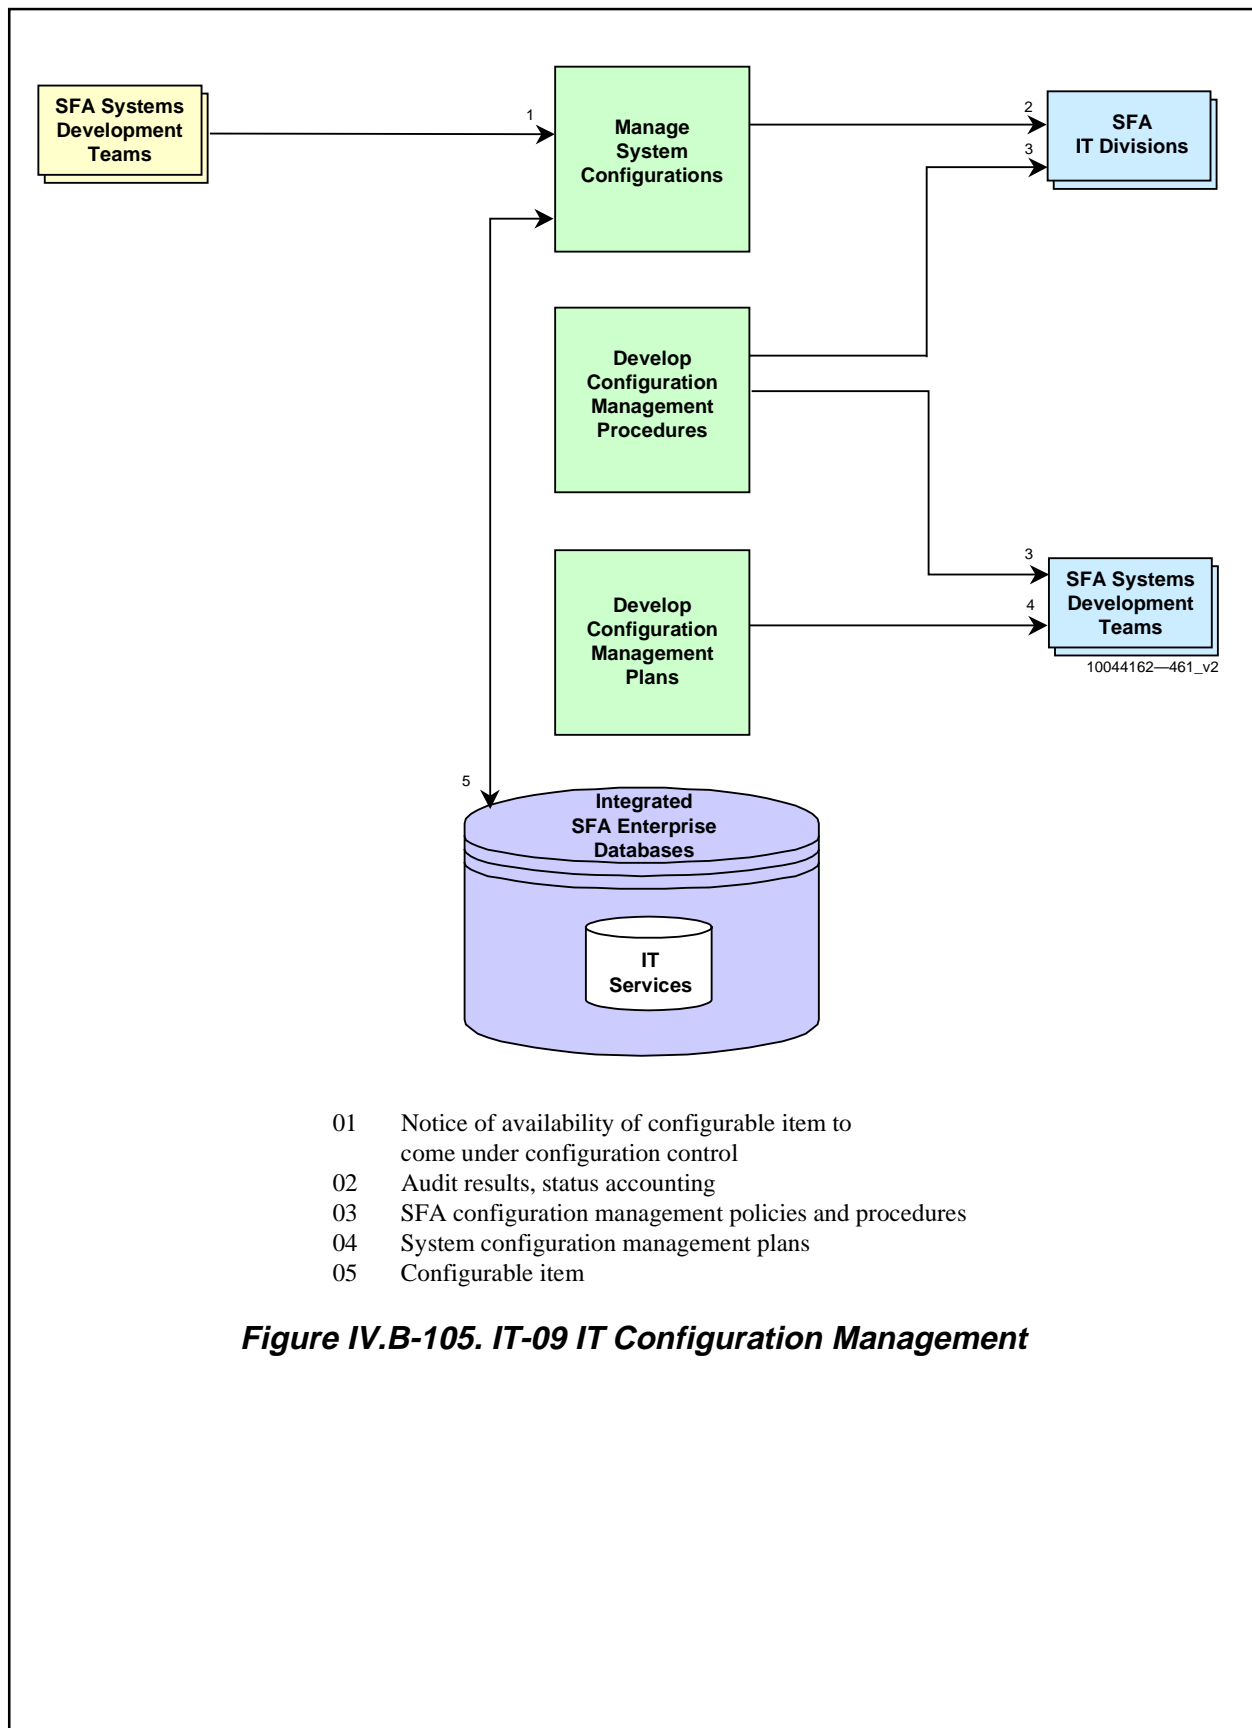 SFA Systems
Development
Teams
1
Manage
System
Configurations
2
3
SFA
IT Divisions
Develop
Configuration
Management
Procedures
Develop
Configuration
Management
Plans
3
4
SFA Systems
Development
Teams
10044162—461_v2
5
Integrated
SFA Enterprise
Databases
IT
Services
01 Notice of availability of configurable item to
come under configuration control
02 Audit results, status accounting
03 SFA configuration management policies and procedures
04 System configuration management plans
05 Configurable item
Figure IV.B-105. IT-09 IT Configuration Management